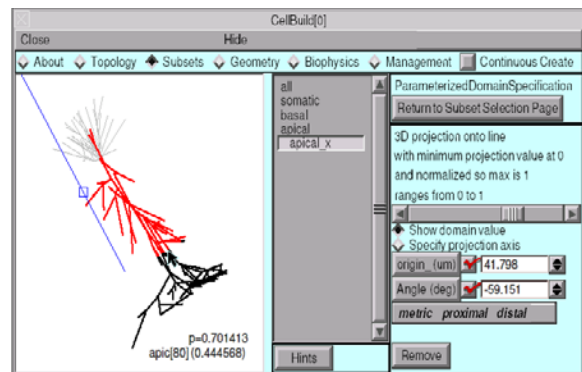 CellBuild[0]
Close Hide
About Topology Subsets Geometry Biophysics Management Continuous Create
p=0.701413
apic[80] (0.444568)
all
somatic
basal
apical
apical_x
Hints
ParameterizedDomainSpecification
Return to Subset Selection Page
3D projection onto line
with minimum projection value at 0
and normalized so max is 1
ranges from 0 to 1
Show domain value
Specify projection axis
origin_ (um) 41.798
Angle (deg) -59.151
metric proximal distal
Remove